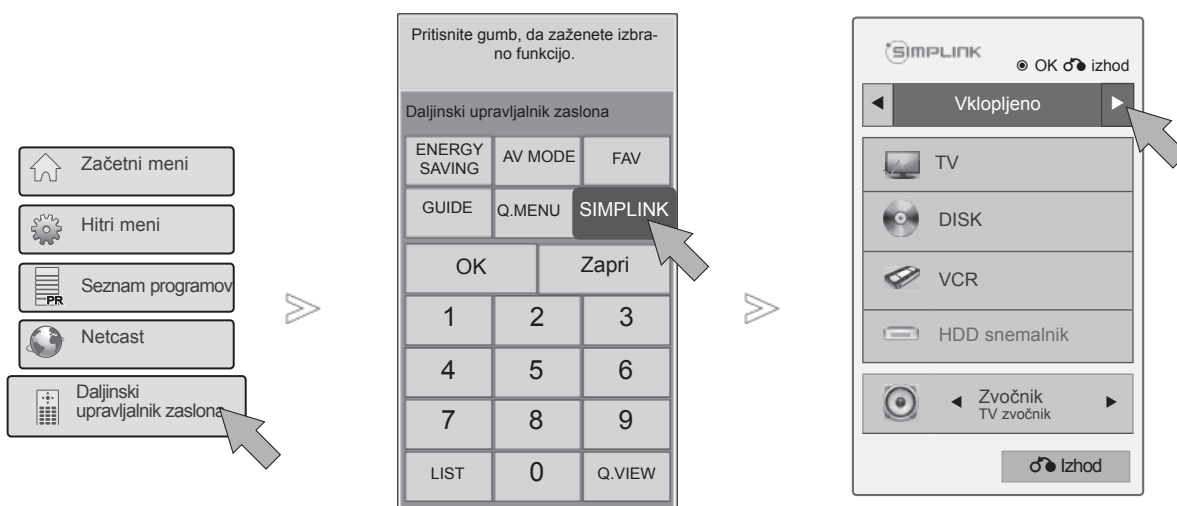 Začetni meni
Hitri meni
PR
Seznam programov
Netcast
Daljinski
upravljalnik zaslona
Pritisnite gumb, da zaženete izbra-
no funkcijo.
Daljinski upravljalnik zaslona
ENERGY
SAVING
AV MODE
FAV
GUIDE
Q.MENU
SIMPLINK
OK
Zapri
1
2
3
4
5
6
7
8
9
LIST
0
Q.VIEW
SIMPLINK
OK izhod
Vklopljeno
TV
DISK
VCR
HDD snemalnik
Zvočnik
TV zvočnik
Izhod